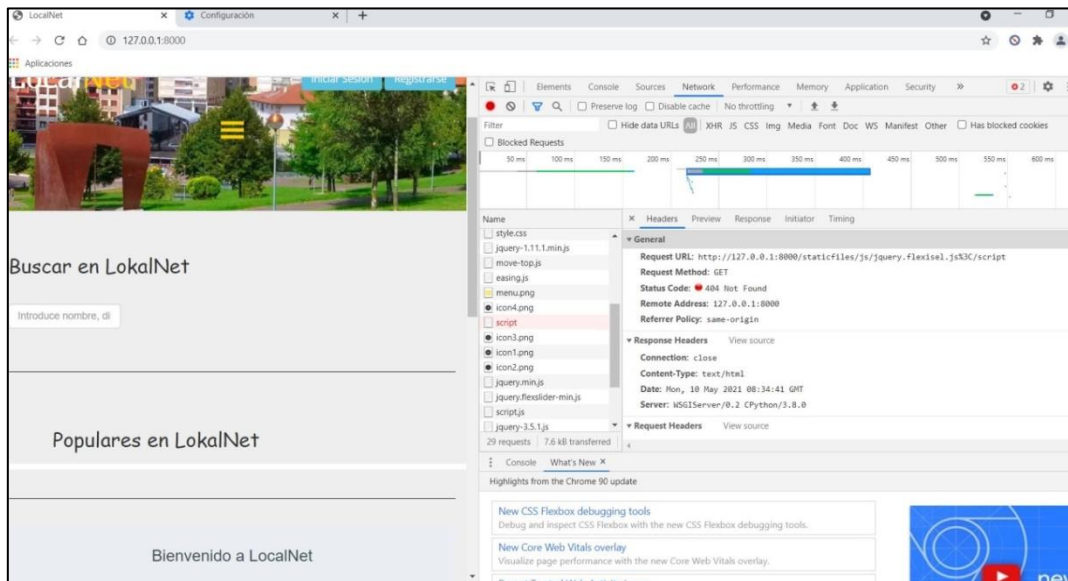 LocalNet
Configuración
127.0.0.1:8000
Aplicaciones
LocalNet
Iniciar Sesión
Registrarse
Buscar en LokalNet
Introduce nombre, di
Populares en LokalNet
Bienvenido a LocalNet
Elements Console Sources Network Performance Memory Application Security » 2
Preserve log Disable cache No throttling
Filter Hide data URLs All XHR JS CSS Img Media Font Doc WS Manifest Other Has blocked cookies
Blocked Requests
50 ms 100 ms 150 ms 200 ms 250 ms 300 ms 350 ms 400 ms 450 ms 500 ms 550 ms 600 ms
Name
style.css
jquery-1.11.1.min.js
move-top.js
easing.js
menu.png
icon4.png
script
icon3.png
icon1.png
icon2.png
jquery.min.js
jquery.flexslider-min.js
script.js
jquery-3.5.1.js
29 requests 7.6 kB transferred
× Headers Preview Response Initiator Timing
General
Request URL: http://127.0.0.1:8000/staticfiles/js/jquery.flexisel.js%3C/script
Request Method: GET
Status Code: 404 Not Found
Remote Address: 127.0.0.1:8000
Referrer Policy: same-origin
Response Headers View source
Connection: close
Content-Type: text/html
Date: Mon, 10 May 2021 08:34:41 GMT
Server: WSGIServer/0.2 CPython/3.8.0
Request Headers View source
Console What's New ×
Highlights from the Chrome 90 update
New CSS Flexbox debugging tools
Debug and inspect CSS Flexbox with the new CSS Flexbox debugging tools.
New Core Web Vitals overlay
Visualize page performance with the new Core Web Vitals overlay.
new